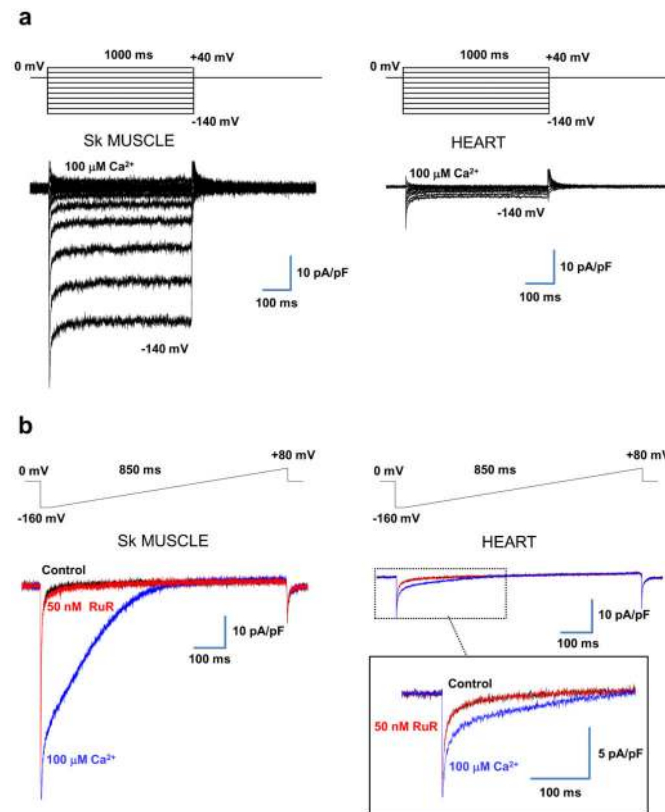 a
1000 ms +40 mV
0 mV
-140 mV
Sk MUSCLE
100 μM Ca²⁺
-140 mV
10 pA/pF
100 ms
1000 ms +40 mV
0 mV
-140 mV
HEART
100 μM Ca²⁺
-140 mV
10 pA/pF
100 ms
b
+80 mV
0 mV 850 ms
-160 mV
Sk MUSCLE
Control
50 nM RuR
10 pA/pF
100 ms
100 μM Ca²⁺
+80 mV
0 mV 850 ms
-160 mV
HEART
10 pA/pF
100 ms
Control
50 nM RuR
100 μM Ca²⁺
5 pA/pF
100 ms